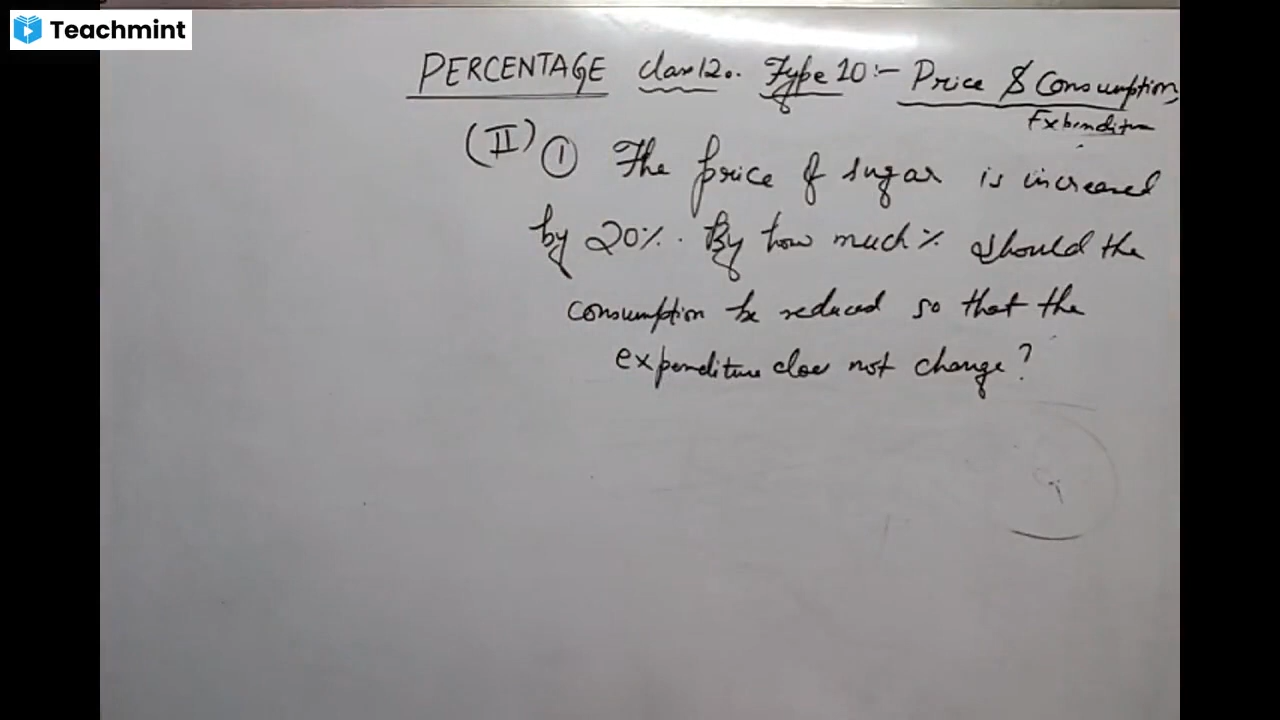 Teachmint
PERCENTAGE Class 12. Type 10:- Price & Consumption,
Expenditure
(II) ① The price of sugar is increased
by 20%. By how much % should the
consumption be reduced so that the
expenditure does not change?